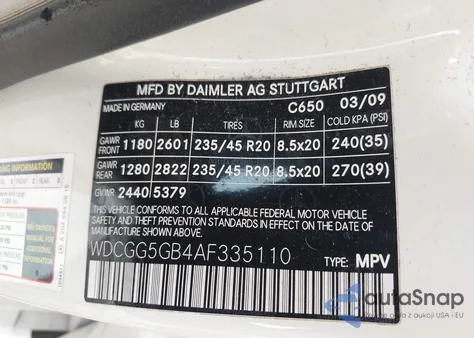 MFD BY DAIMLER AG STUTTGART
MADE IN GERMANY C650 03/09
KG LB TIRES RIM SIZE COLD KPA (PSI)
GAWR FRONT 1180 2601 235/45 R20 8.5x20 240(35)
GAWR REAR 1280 2822 235/45 R20 8.5x20 270(39)
GVWR 2440 5379
THIS VEHICLE CONFORMS TO ALL APPLICABLE FEDERAL MOTOR VEHICLE
SAFETY AND THEFT PREVENTION STANDARDS IN EFFECT ON THE DATE OF
MANUFACTURE SHOWN ABOVE.
WDCGG5GB4AF335110 TYPE: MPV
INFORMATION
autoSnap